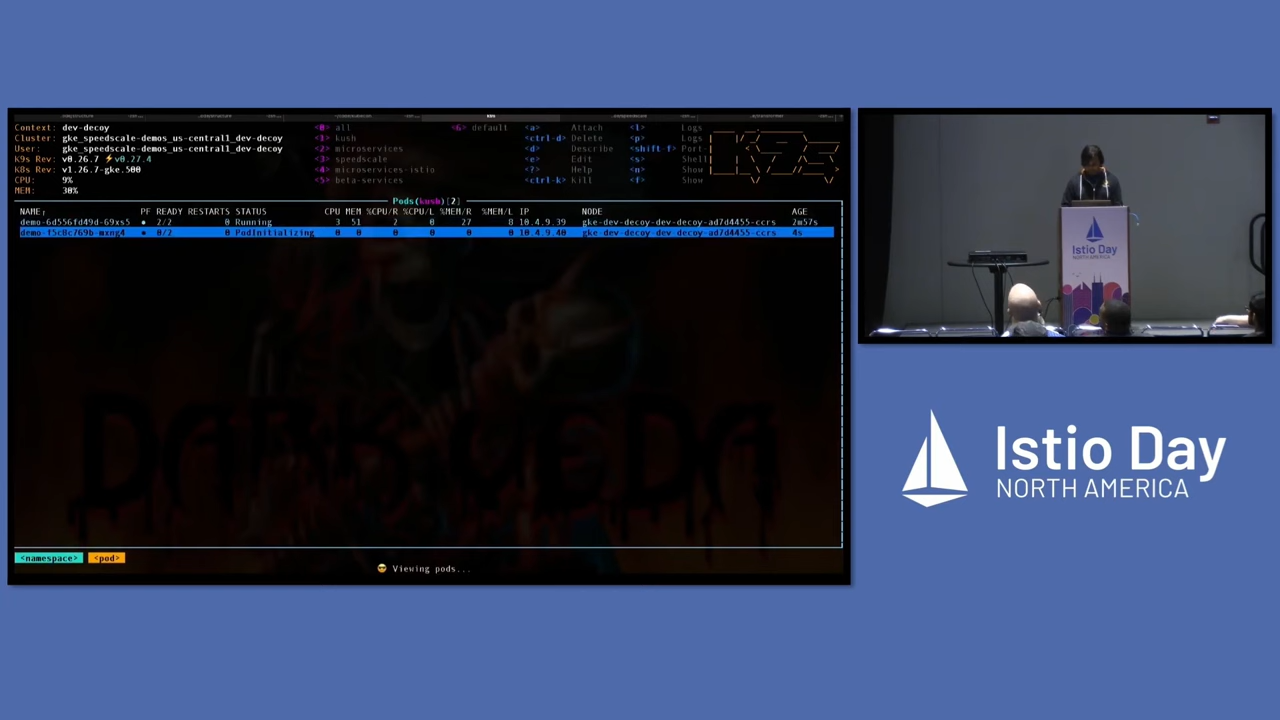 Context: dev-decoy <0> all <6> default <a> Attach <l> Logs
Cluster: gke_speedscale-demos_us-central1_dev-decoy <1> kush <ctrl-d> Delete <p> Logs
User: gke_speedscale-demos_us-central1_dev-decoy <2> microservices <d> Describe <shift-f> Port-
K9s Rev: v0.26.7 ⚡v0.27.4 <3> speedscale <e> Edit <s> Shell
K8s Rev: v1.26.7-gke.500 <4> microservices-istio <?> Help <n> Show
CPU: 9% <5> beta-services <ctrl-k> Kill <f> Show
MEM: 30%
K9s
Pods(kush)[2]
NAME↑ PF READY RESTARTS STATUS CPU MEM %CPU/R %CPU/L %MEM/R %MEM/L IP NODE AGE
demo-6d556fd49d-69xs5 ● 2/2 0 Running 3 51 2 0 27 8 10.4.9.39 gke-dev-decoy-dev-decoy-ad7d4455-ccrs 2m57s
demo-f5c8c769b-mxng4 ● 0/2 0 PodInitializing 0 0 0 0 0 0 10.4.9.40 gke-dev-decoy-dev-decoy-ad7d4455-ccrs 4s
<namespace> <pod>
😎 Viewing pods...
Istio Day
NORTH AMERICA
Istio Day
NORTH AMERICA